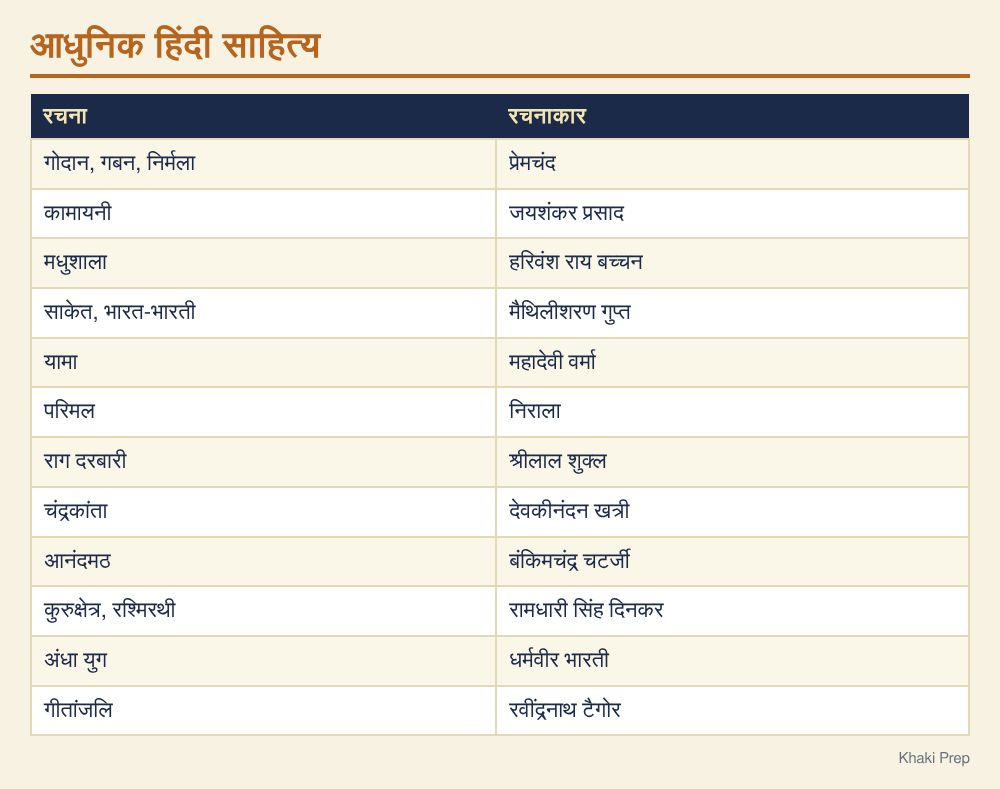 आधुनिक हिंदी साहित्य
रचना रचनाकार
गोदान, गबन, निर्मला प्रेमचंद
कामायनी जयशंकर प्रसाद
मधुशाला हरिवंश राय बच्चन
साकेत, भारत-भारती मैथिलीशरण गुप्त
यामा महादेवी वर्मा
परिमल निराला
राग दरबारी श्रीलाल शुक्ल
चंद्रकांता देवकीनंदन खत्री
आनंदमठ बंकिमचंद्र चटर्जी
कुरुक्षेत्र, रश्मिरथी रामधारी सिंह दिनकर
अंधा युग धर्मवीर भारती
गीतांजलि रवींद्रनाथ टैगोर
Khaki Prep